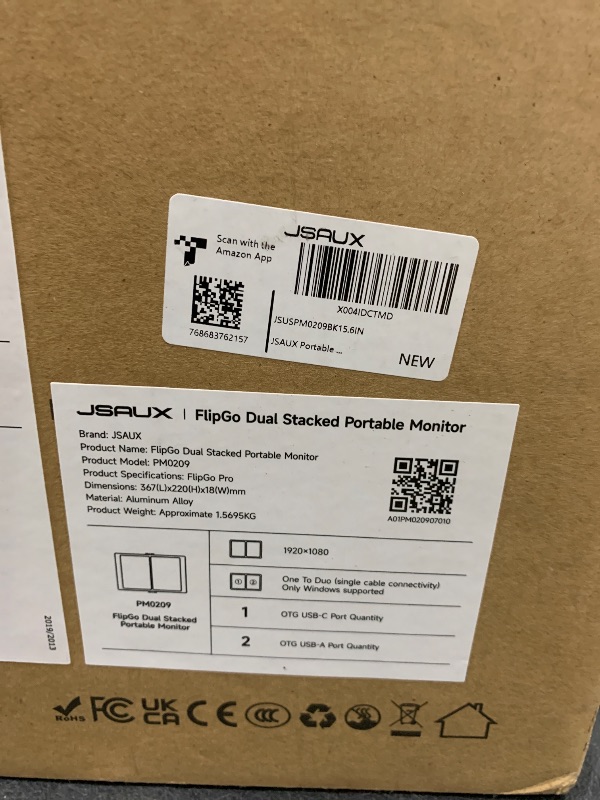 JSAUX
Scan with the
Amazon App
X004IDCTMD
768683762157
JSUSPM0209BK15.6IN
JSAUX Portable ...
NEW
JSAUX | FlipGo Dual Stacked Portable Monitor
Brand: JSAUX
Product Name: FlipGo Dual Stacked Portable Monitor
Product Model: PM0209
Product Specifications: FlipGo Pro
Dimensions: 367(L)x220(H)x18(W)mm
Material: Aluminum Alloy
Product Weight: Approximate 1.5695KG
A01PM020907010
1920×1080
① ②
One To Duo (single cable connectivity)
Only Windows supported
PM0209
FlipGo Dual Stacked
Portable Monitor
1 OTG USB-C Port Quantity
2 OTG USB-A Port Quantity
2019/2013
RoHS FC UK CA CE CCC